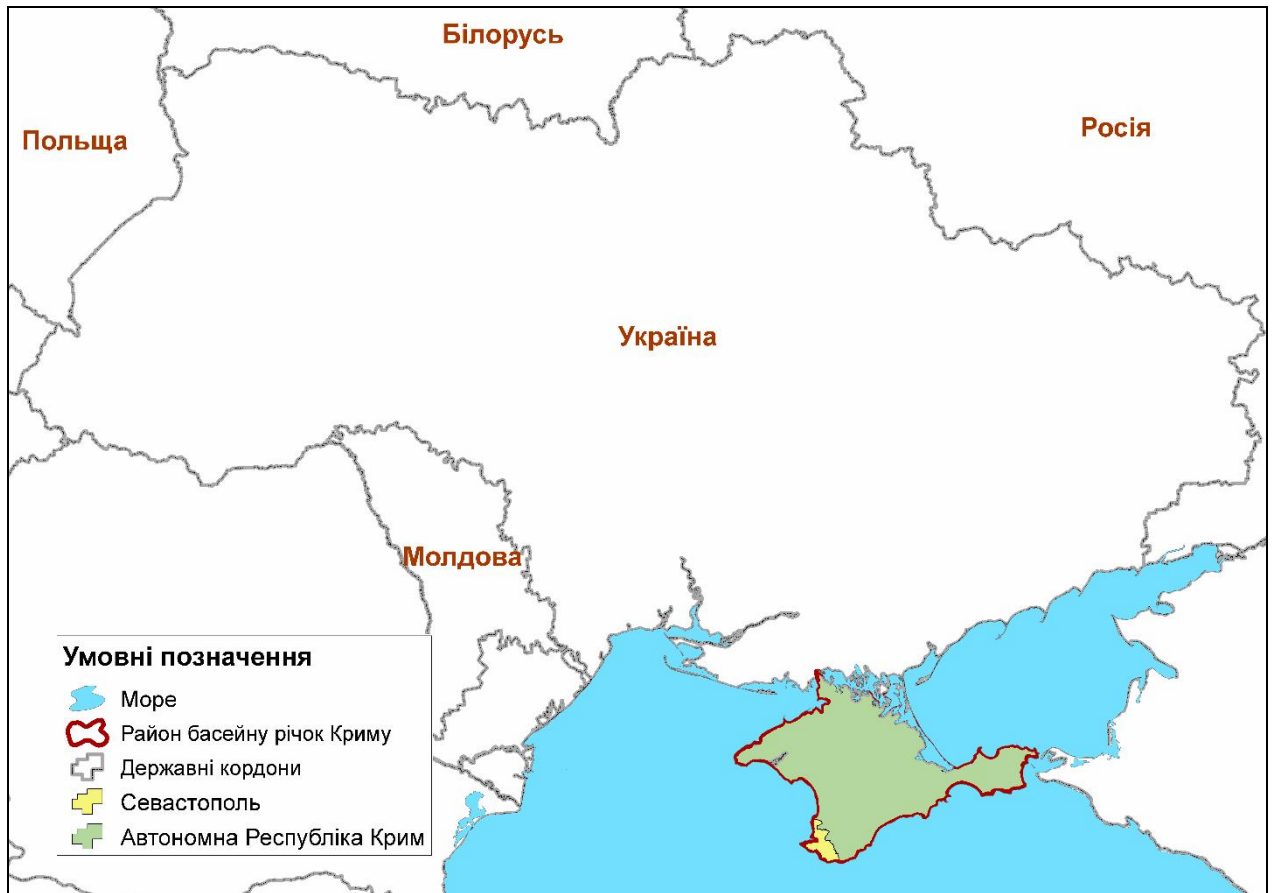 Білорусь
Польща
Росія
Україна
Молдова
Умовні позначення
Море
Район басейну річок Криму
Державні кордони
Севастополь
Автономна Республіка Крим